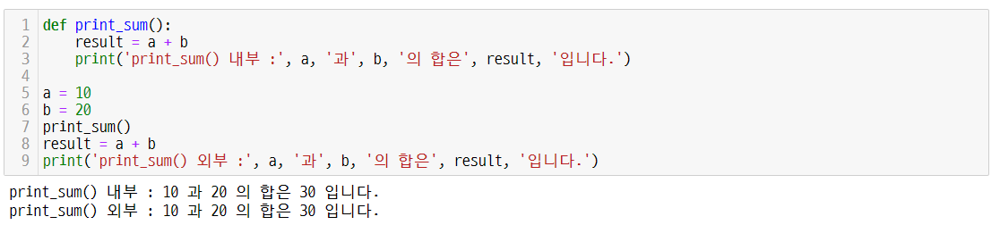 1 def print_sum():
2     result = a + b
3     print('print_sum() 내부 :', a, '과', b, '의 합은', result, '입니다.')
4
5 a = 10
6 b = 20
7 print_sum()
8 result = a + b
9 print('print_sum() 외부 :', a, '과', b, '의 합은', result, '입니다.')
print_sum() 내부 : 10 과 20 의 합은 30 입니다.
print_sum() 외부 : 10 과 20 의 합은 30 입니다.